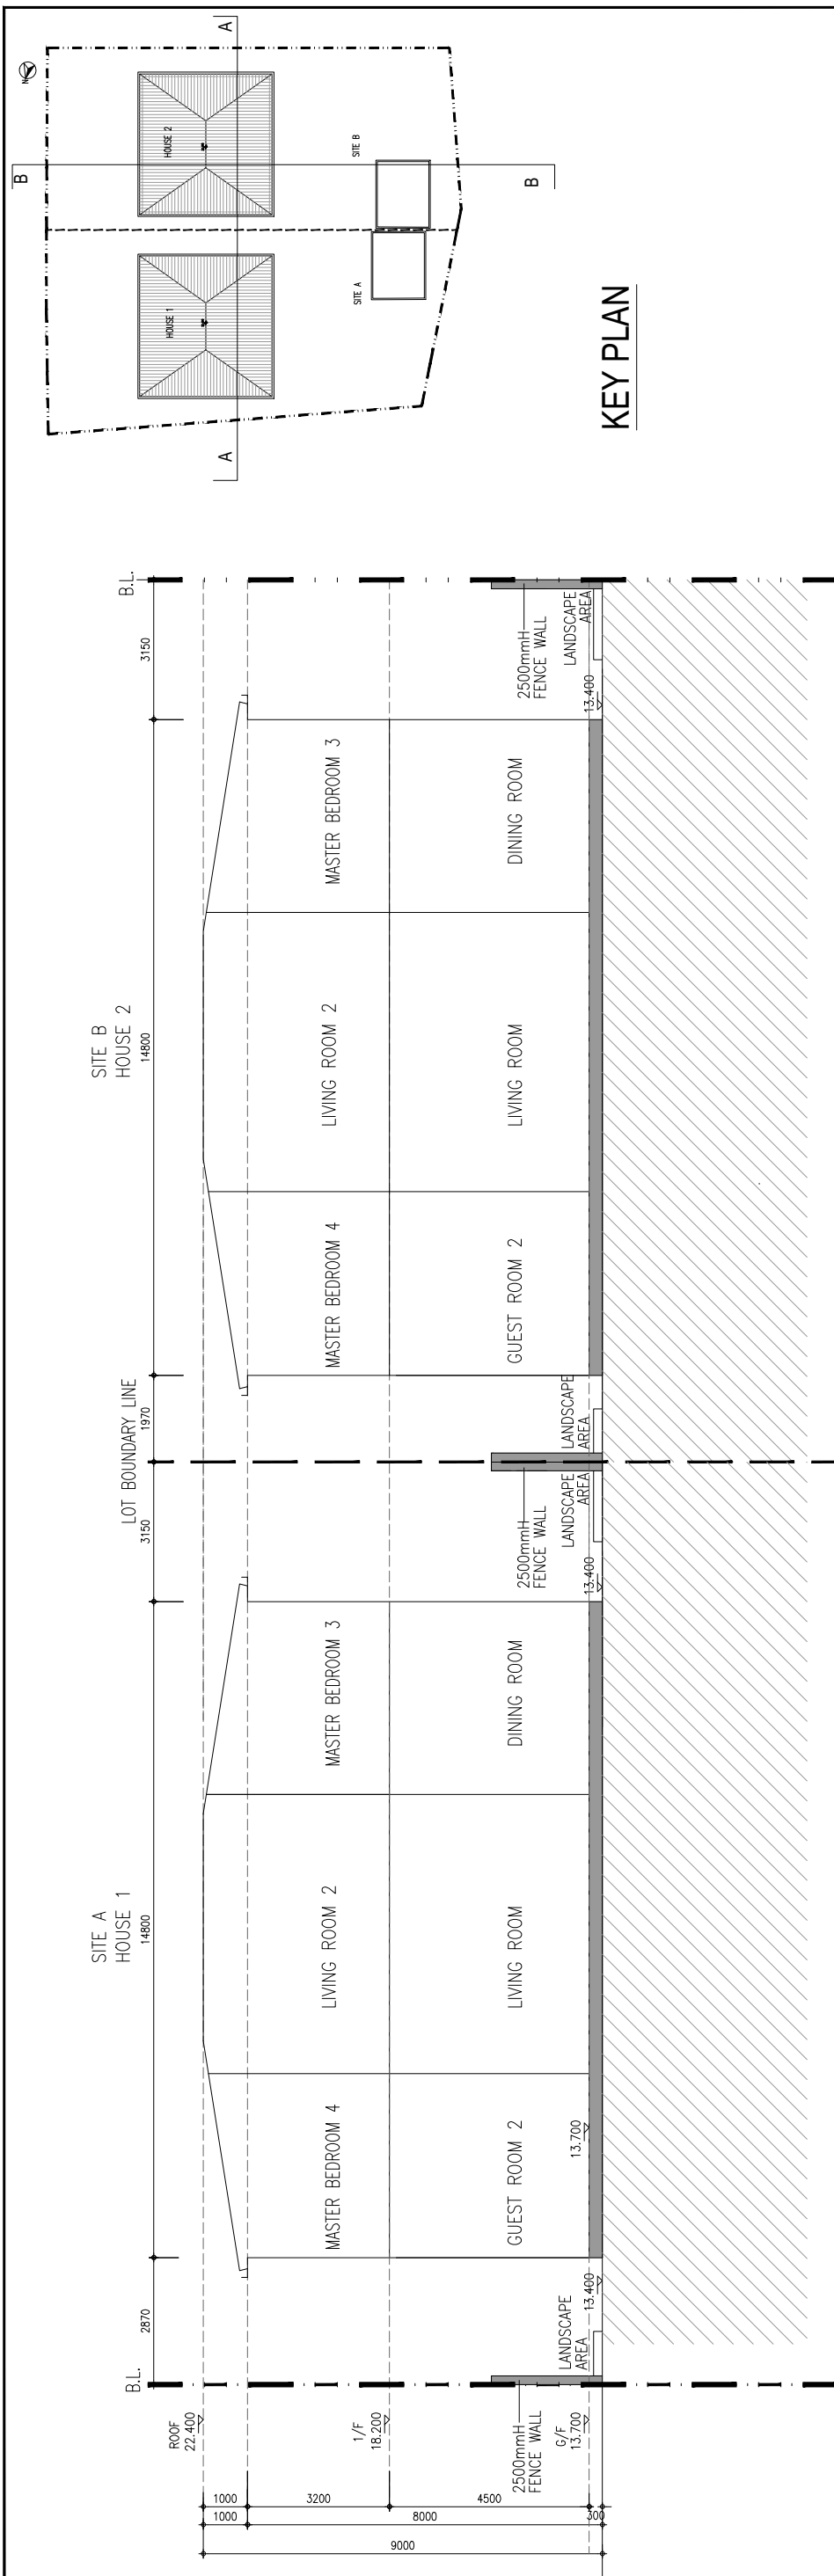 B.L.
2870
SITE A
HOUSE 1
14800
3150
LOT BOUNDARY LINE
1970
SITE B
HOUSE 2
14800
3150
B.L.
ROOF
22.400
1/F
18.200
G/F
13.700
1000
3200
4500
1000
8000
300
9000
MASTER BEDROOM 4
LIVING ROOM 2
MASTER BEDROOM 3
GUEST ROOM 2
LIVING ROOM
DINING ROOM
13.700
2500mmH
FENCE WALL
LANDSCAPE
AREA
13.400
13.400
2500mmH
FENCE WALL
LANDSCAPE
AREA
LANDSCAPE
AREA
MASTER BEDROOM 4
LIVING ROOM 2
MASTER BEDROOM 3
GUEST ROOM 2
LIVING ROOM
DINING ROOM
13.400
2500mmH
FENCE WALL
LANDSCAPE
AREA
N
B
A
A
HOUSE 1
HOUSE 2
SITE A
SITE B
B
KEY PLAN